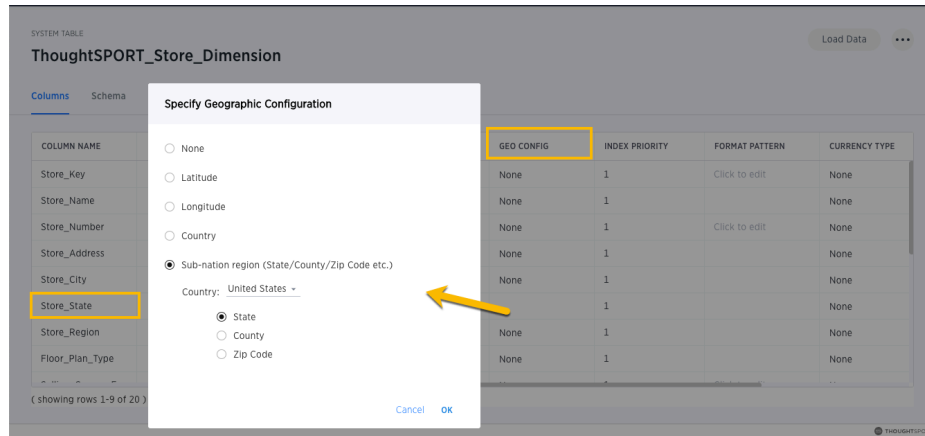 SYSTEM TABLE
ThoughtSPORT_Store_Dimension
Load Data
Columns Schema
Specify Geographic Configuration
COLUMN NAME GEO CONFIG INDEX PRIORITY FORMAT PATTERN CURRENCY TYPE
None
Latitude
Longitude
Country
Sub-nation region (State/County/Zip Code etc.)
Country: United States
State
County
Zip Code
Cancel OK
Store_Key None 1 Click to edit None
Store_Name None 1 None
Store_Number None 1 Click to edit None
Store_Address None 1 None
Store_City None 1 None
Store_State 1 None
Store_Region None 1 None
Floor_Plan_Type None 1 None
( showing rows 1-9 of 20 )